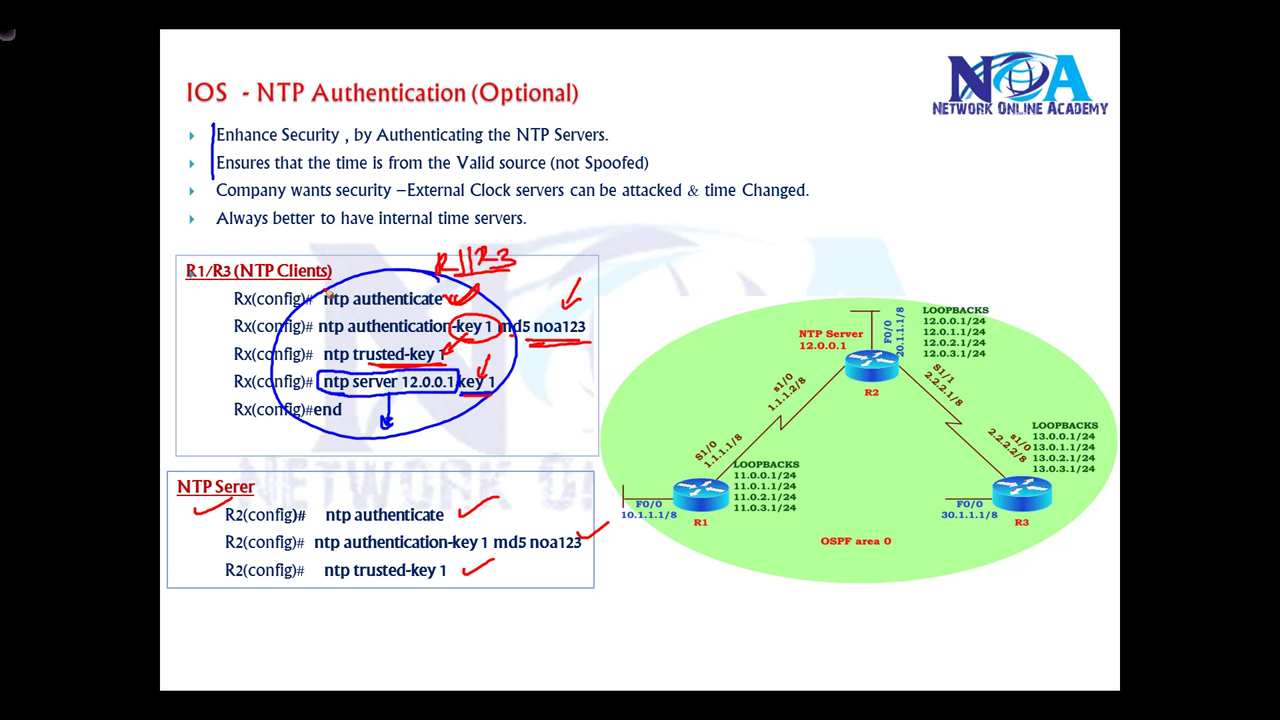 IOS - NTP Authentication (Optional)
NOA
NETWORK ONLINE ACADEMY
Enhance Security , by Authenticating the NTP Servers.
Ensures that the time is from the Valid source (not Spoofed)
Company wants security –External Clock servers can be attacked & time Changed.
Always better to have internal time servers.
R1/R3 (NTP Clients)
R1//R3
Rx(config)# ntp authenticate
Rx(config)# ntp authentication-key 1 md5 noa123
Rx(config)# ntp trusted-key 1
Rx(config)# ntp server 12.0.0.1 key 1
Rx(config)#end
NTP Serer
R2(config)# ntp authenticate
R2(config)# ntp authentication-key 1 md5 noa123
R2(config)# ntp trusted-key 1
NTP Server
12.0.0.1
F0/0
20.1.1.1/8
LOOPBACKS
12.0.0.1/24
12.0.1.1/24
12.0.2.1/24
12.0.3.1/24
R2
s1/0
1.1.1.2/8
S1/1
2.2.2.1/8
S1/0
1.1.1.1/8
s1/0
2.2.2.2/8
LOOPBACKS
13.0.0.1/24
13.0.1.1/24
13.0.2.1/24
13.0.3.1/24
LOOPBACKS
11.0.0.1/24
11.0.1.1/24
11.0.2.1/24
11.0.3.1/24
F0/0
10.1.1.1/8
R1
F0/0
30.1.1.1/8
R3
OSPF area 0
NETWORK ON